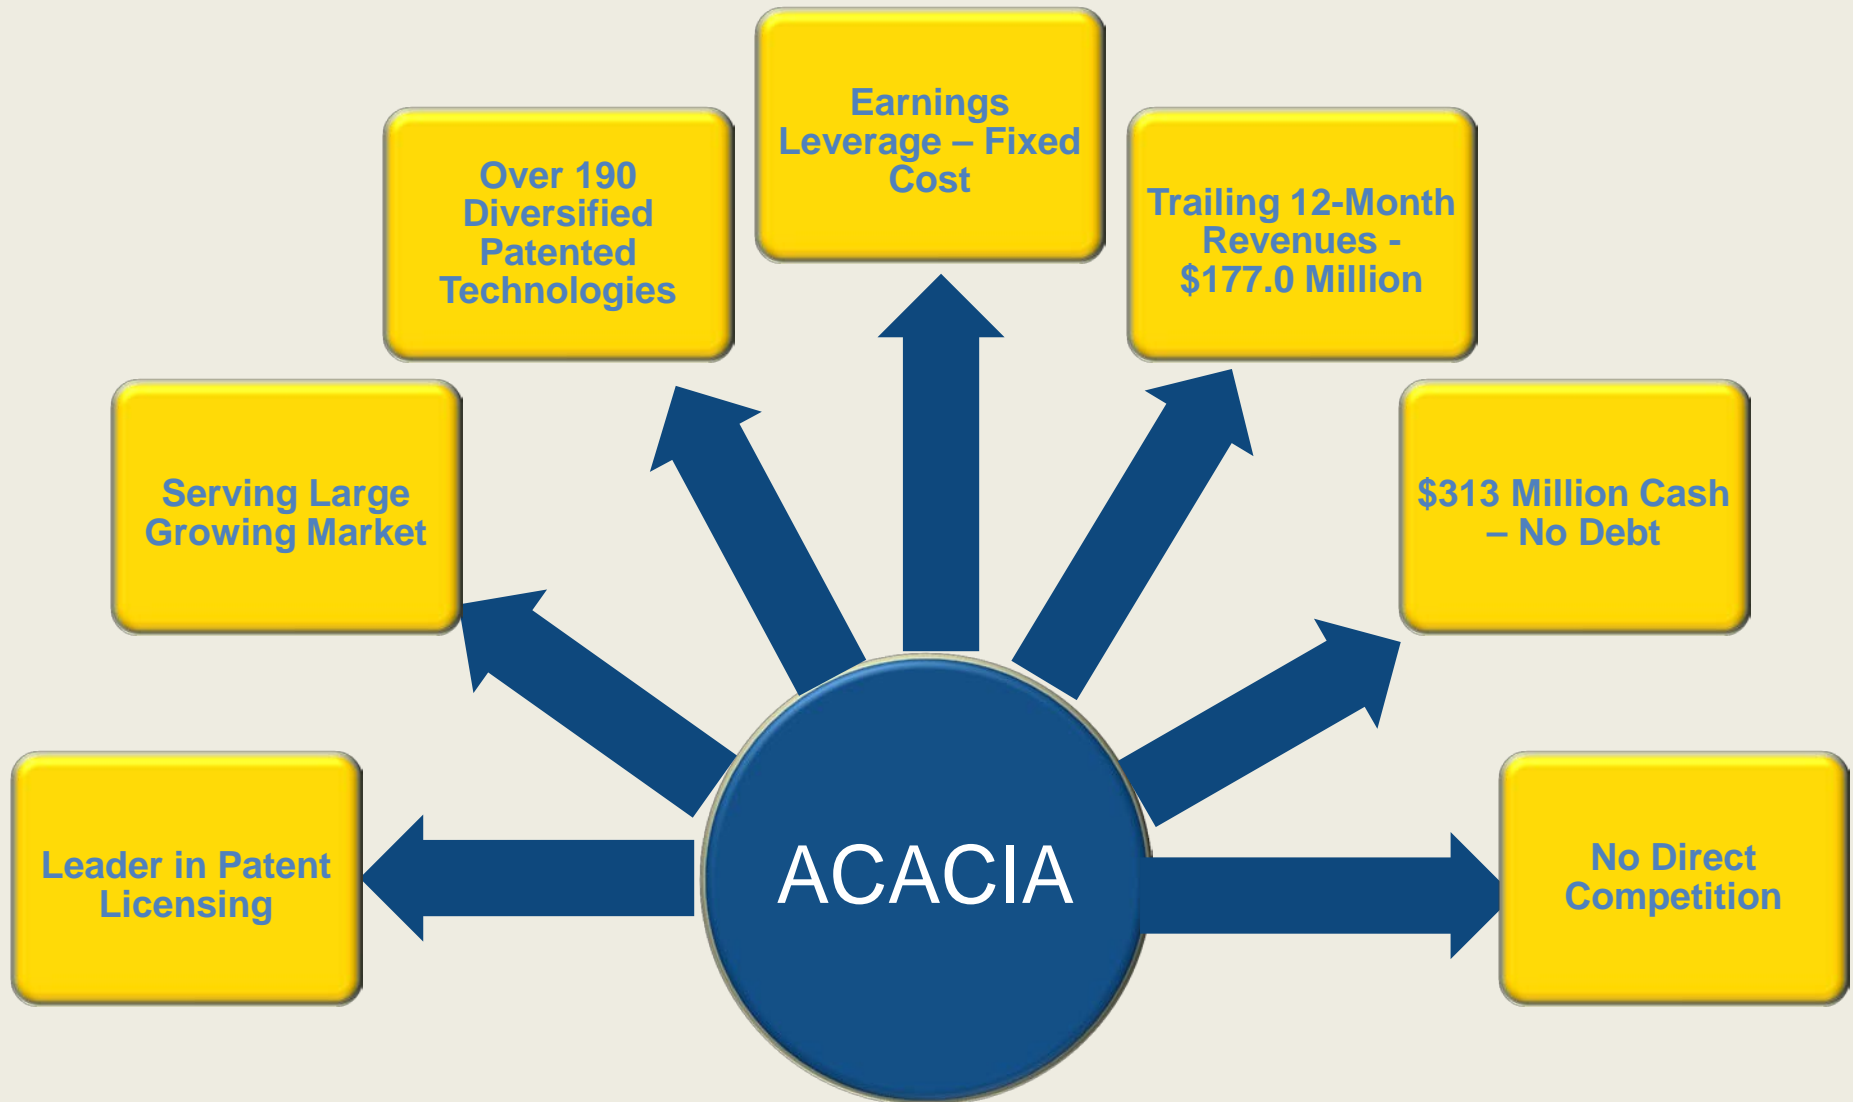 Earnings
Leverage – Fixed
Cost
Over 190
Diversified
Patented
Technologies
Trailing 12-Month
Revenues -
$177.0 Million
Serving Large
Growing Market
$313 Million Cash
– No Debt
Leader in Patent
Licensing
ACACIA
No Direct
Competition